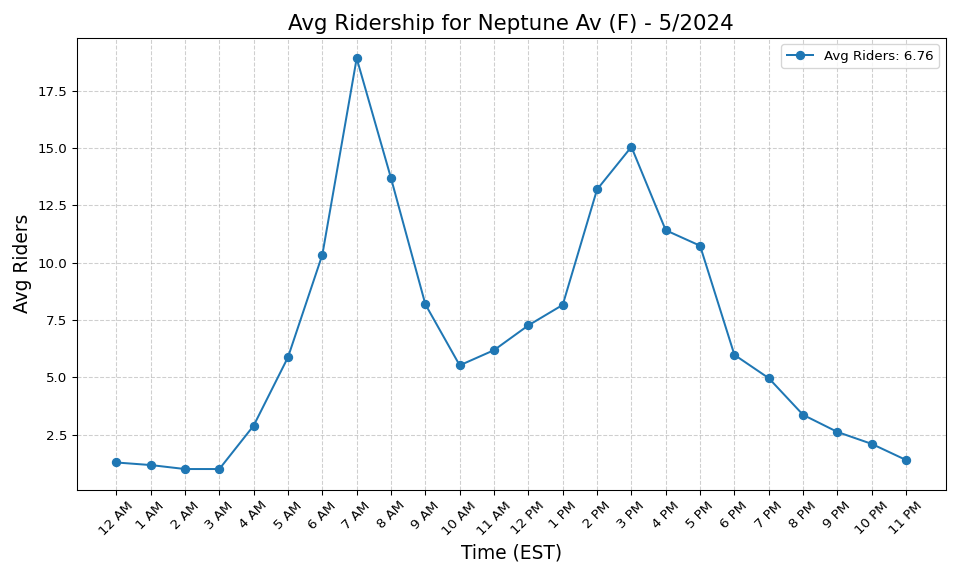 Avg Ridership for Neptune Av (F) - 5/2024
Avg Riders: 6.76
Avg Riders
17.5
15.0
12.5
10.0
7.5
5.0
2.5
12 AM
1 AM
2 AM
3 AM
4 AM
5 AM
6 AM
7 AM
8 AM
9 AM
10 AM
11 AM
12 PM
1 PM
2 PM
3 PM
4 PM
5 PM
6 PM
7 PM
8 PM
9 PM
10 PM
11 PM
Time (EST)